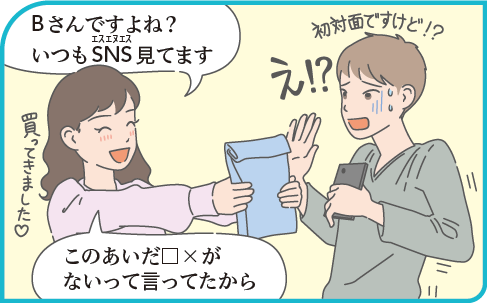 Bさんですよね?
エスエヌエス
いつもSNS見てます
初対面ですけど!?
え!?
買ってきました♡
このあいだ□×が
ないって言ってたから